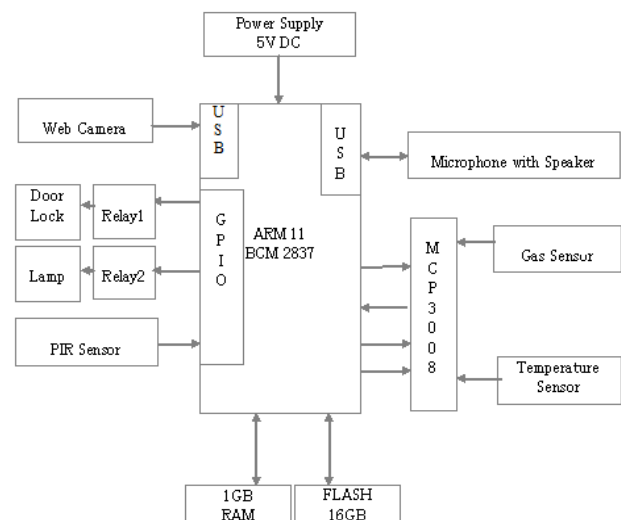 Power Supply
5V DC
Web Camera
U
S
B
U
S
B
Microphone with Speaker
Door
Lock
Relay1
G
P
I
O
ARM 11
BCM 2837
M
C
P
3
0
0
8
Gas Sensor
Lamp
Relay2
PIR Sensor
Temperature
Sensor
1GB
RAM
FLASH
16GB